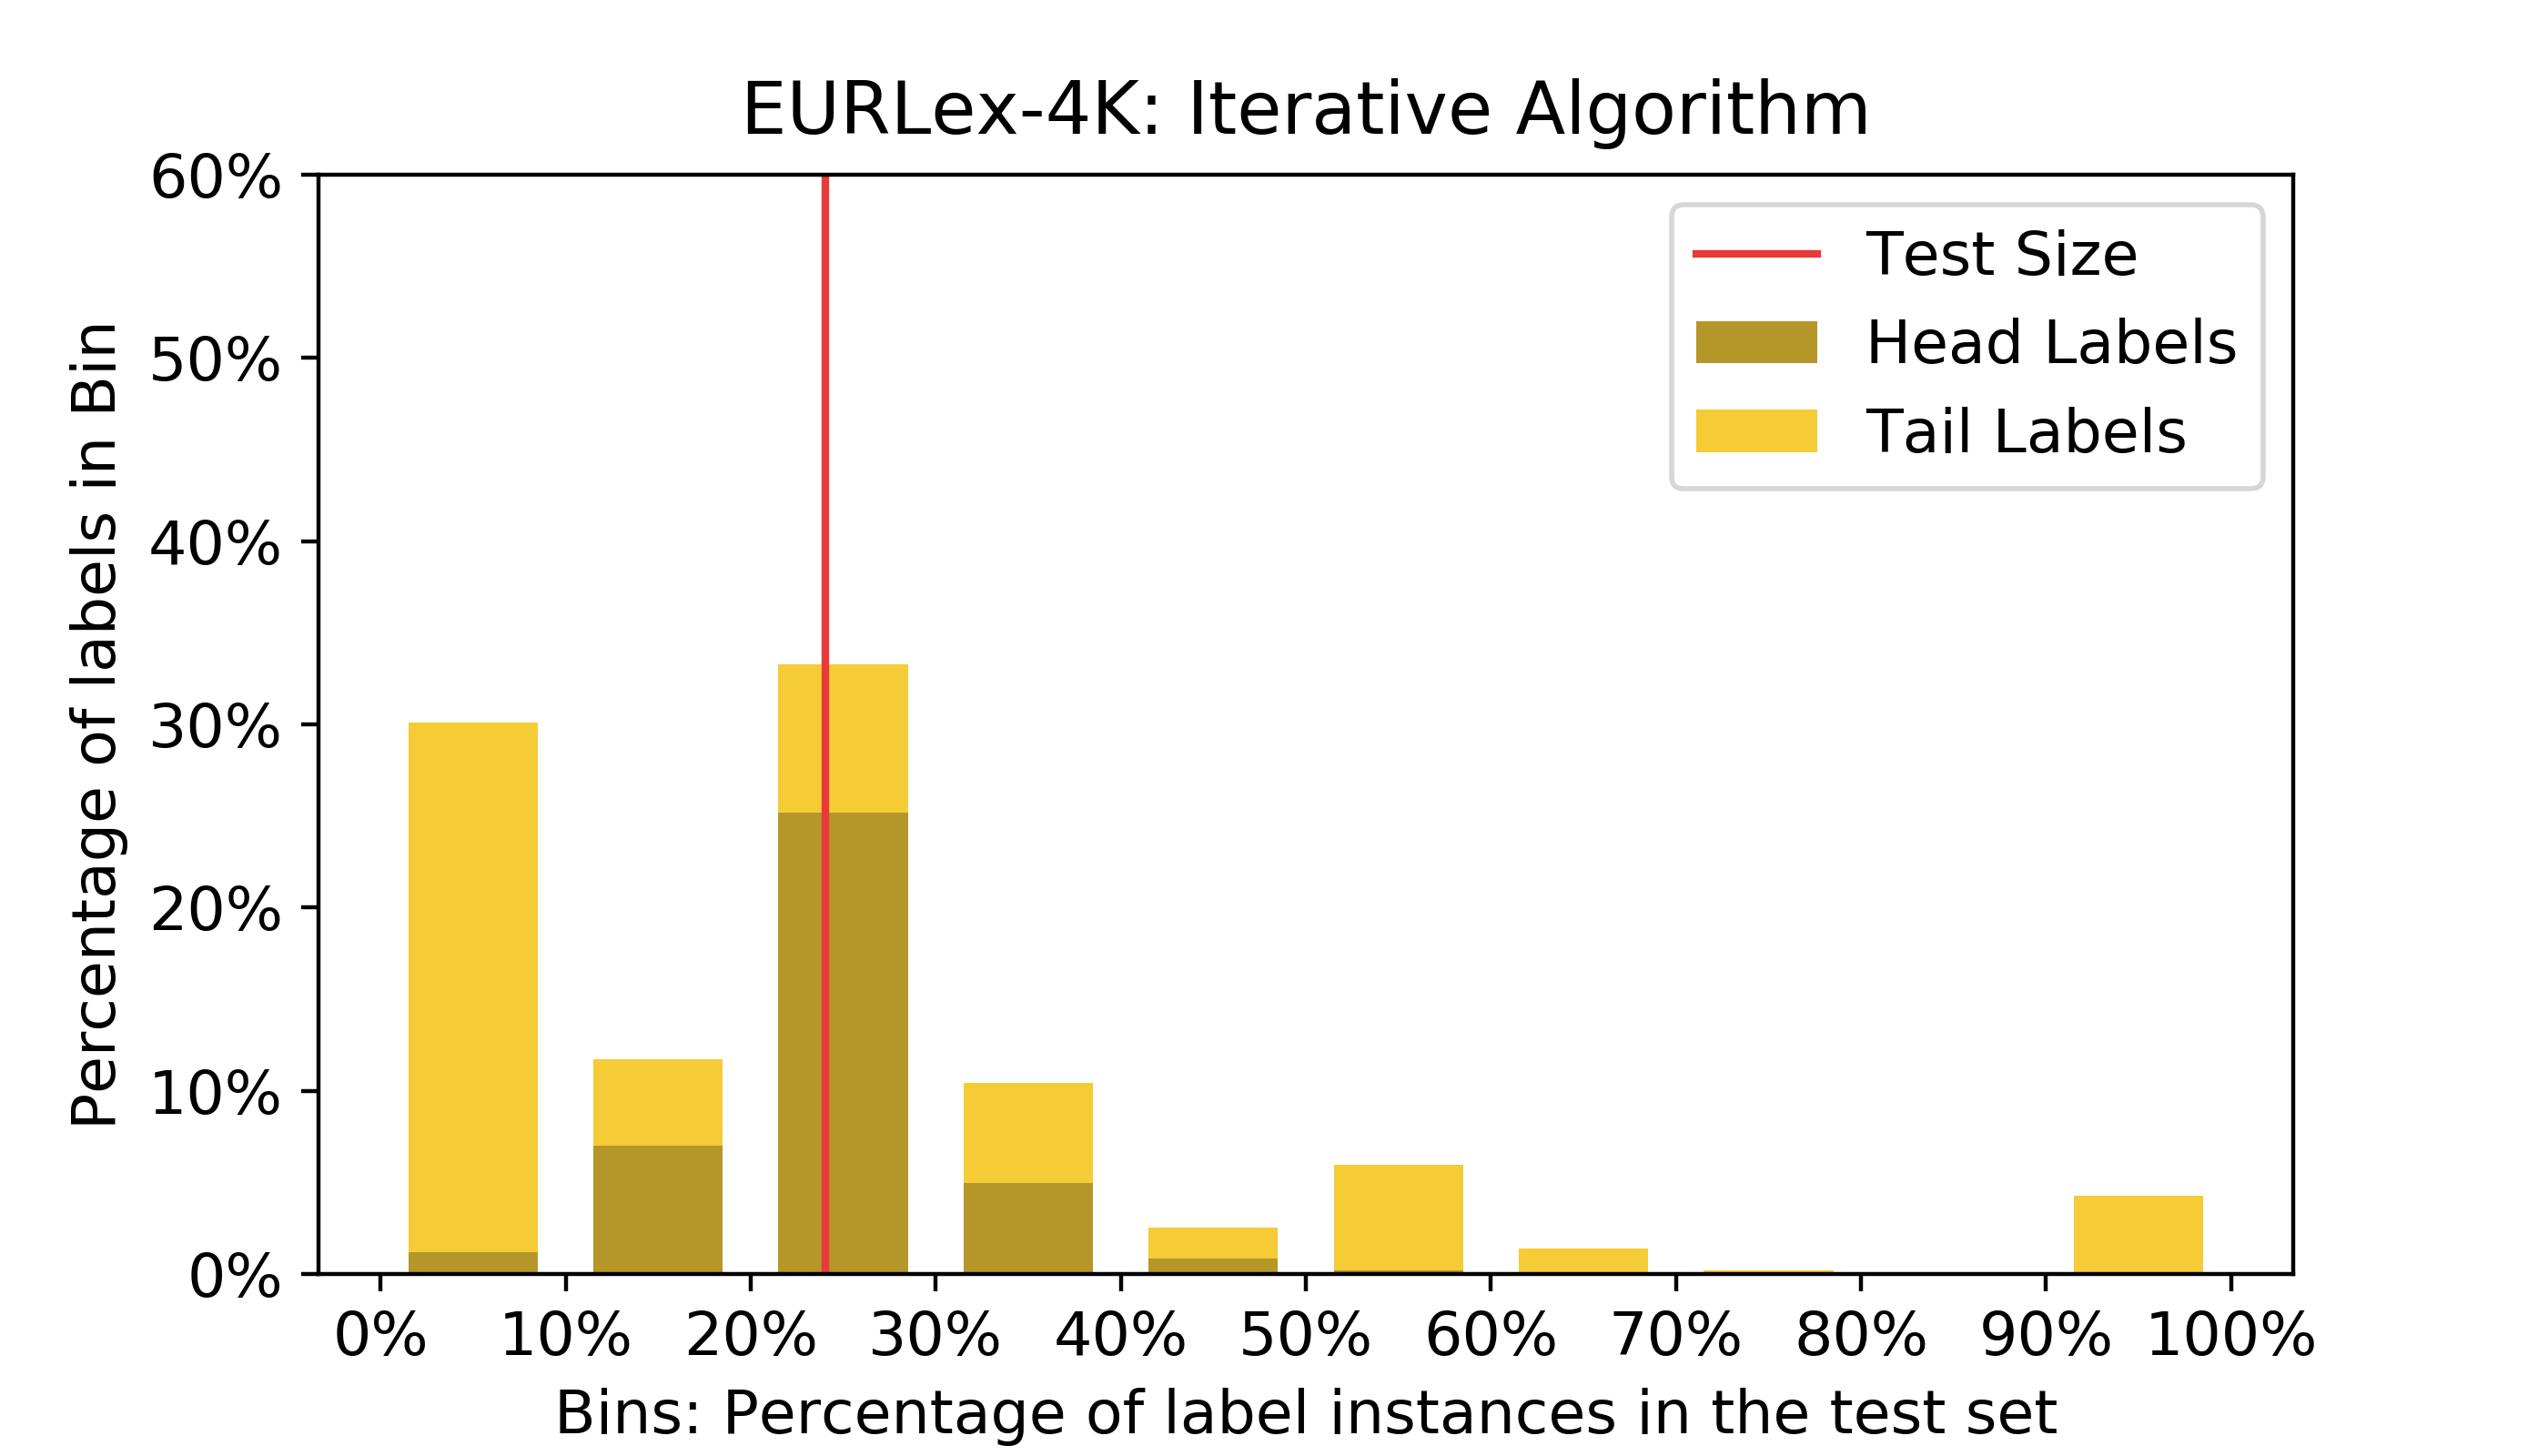 EURLex-4K: Iterative Algorithm
60%
50%
40%
30%
20%
10%
0%
Percentage of labels in Bin
Test Size
Head Labels
Tail Labels
0% 10% 20% 30% 40% 50% 60% 70% 80% 90% 100%
Bins: Percentage of label instances in the test set